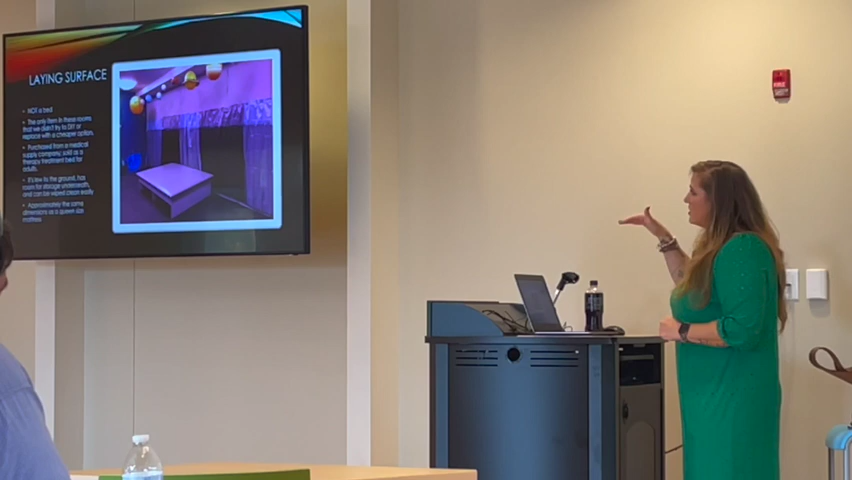 LAYING SURFACE
• NOT a bed
• The only item in these rooms
that we didn't try to DIY or
replace with a cheaper option.
• Purchased from a medical
supply company; sold as a
therapy treatment bed for
adults.
• It's low to the ground, has
room for storage underneath,
and can be wiped clean easily
• Approximately the same
dimensions as a queen size
mattress
FIRE